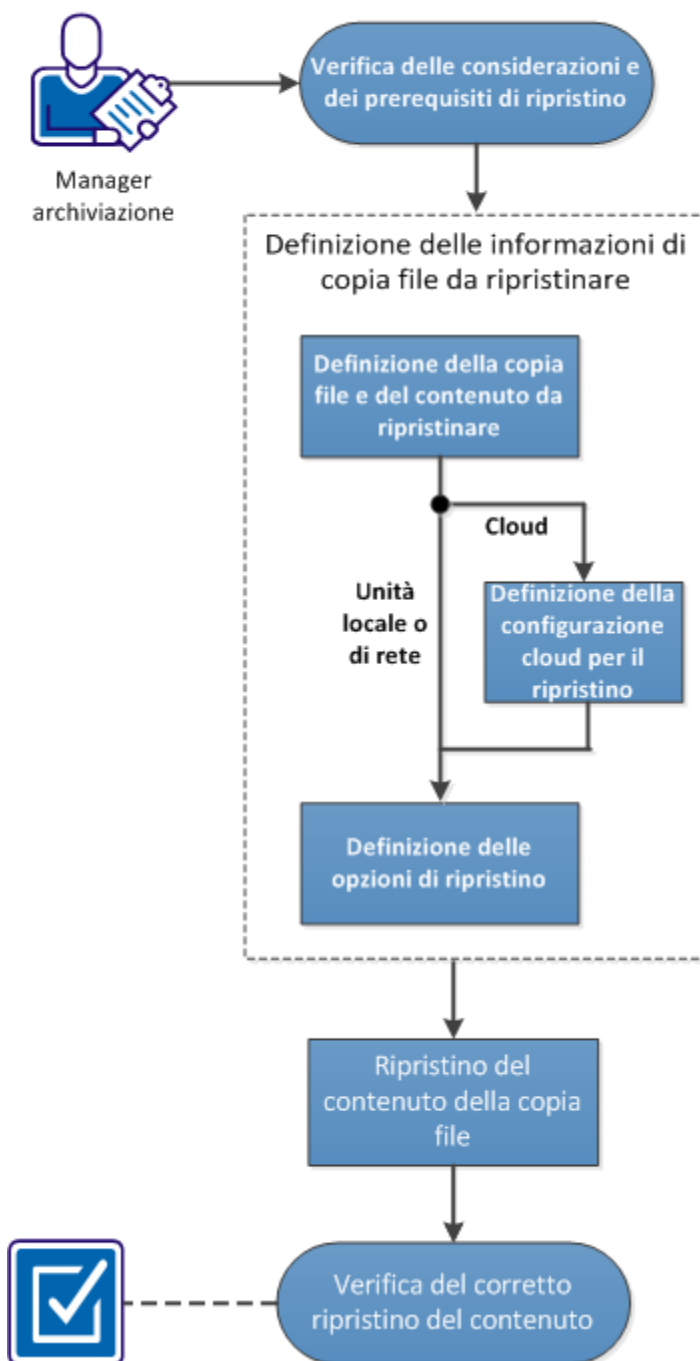 Verifica delle considerazioni e
dei prerequisiti di ripristino
Manager
archiviazione
Definizione delle informazioni di
copia file da ripristinare
Definizione della copia
file e del contenuto da
ripristinare
Cloud
Unità
locale o
di rete
Definizione della
configurazione
cloud per il
ripristino
Definizione delle
opzioni di ripristino
Ripristino del
contenuto della copia
file
Verifica del corretto
ripristino del contenuto